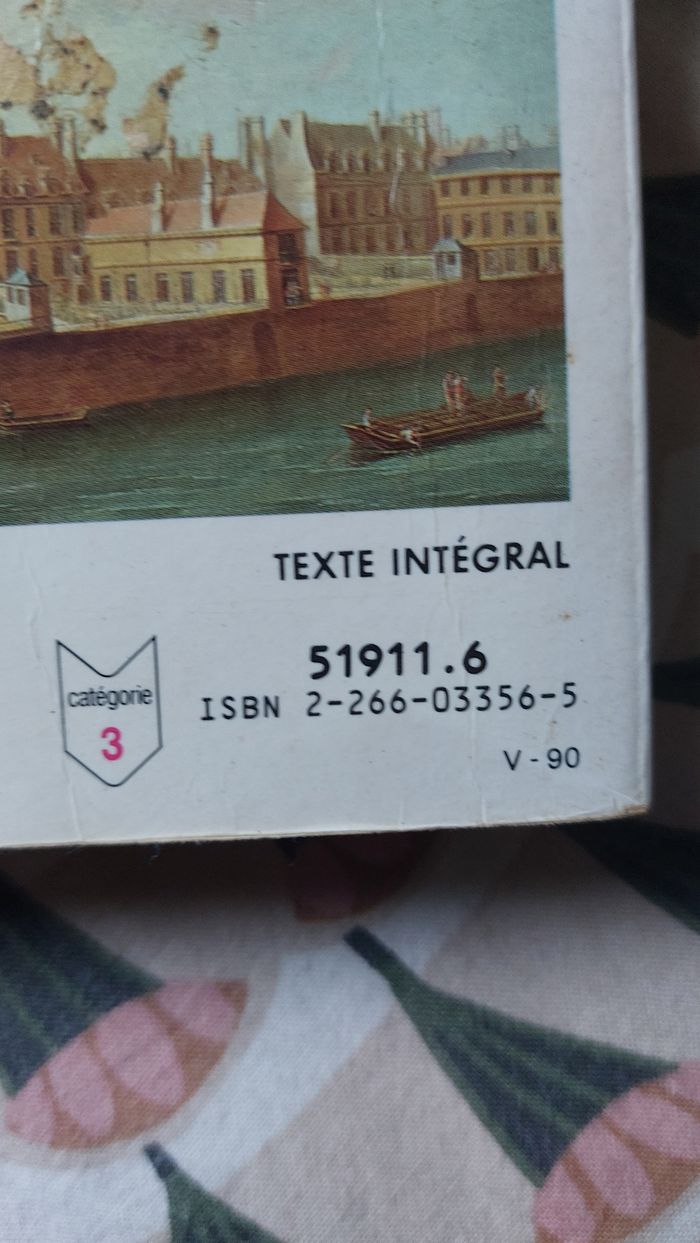 TEXTE INTÉGRAL
catégorie
3
51911.6
ISBN 2-266-03356-5
V - 90